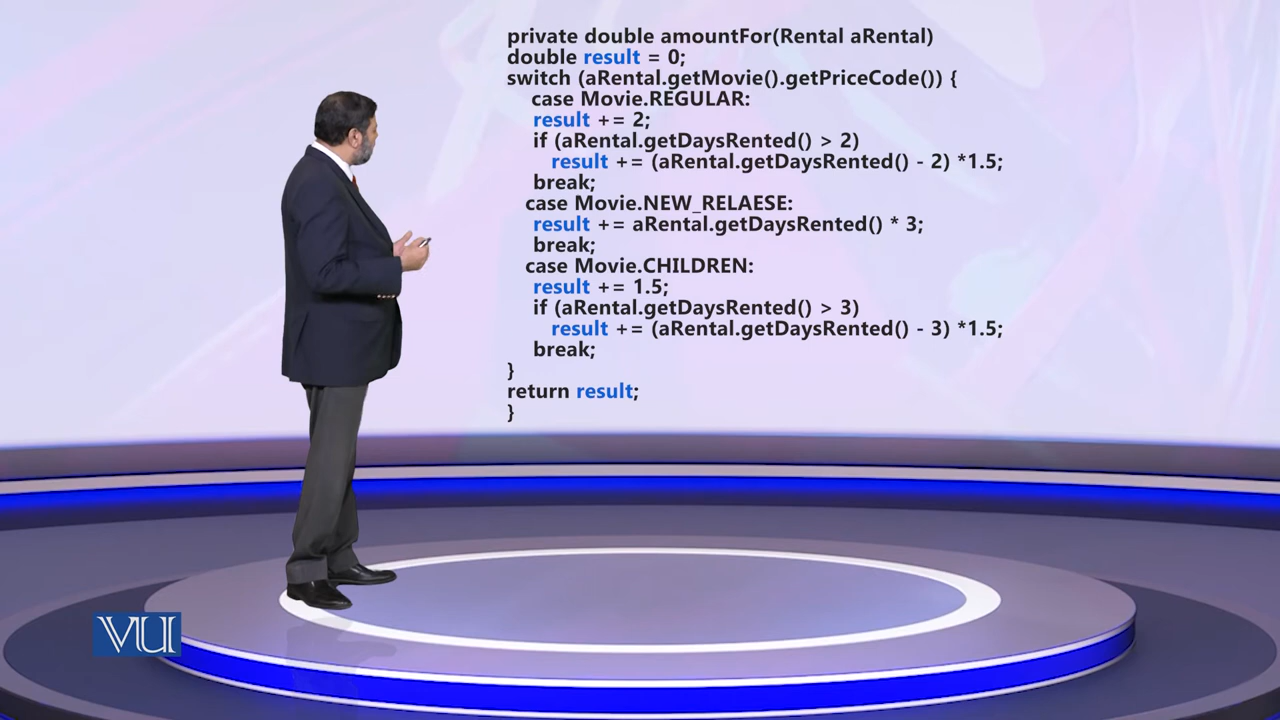 private double amountFor(Rental aRental)
double result = 0;
switch (aRental.getMovie().getPriceCode()) {
case Movie.REGULAR:
result += 2;
if (aRental.getDaysRented() > 2)
result += (aRental.getDaysRented() - 2) *1.5;
break;
case Movie.NEW_RELAESE:
result += aRental.getDaysRented() * 3;
break;
case Movie.CHILDREN:
result += 1.5;
if (aRental.getDaysRented() > 3)
result += (aRental.getDaysRented() - 3) *1.5;
break;
}
return result;
}
VU